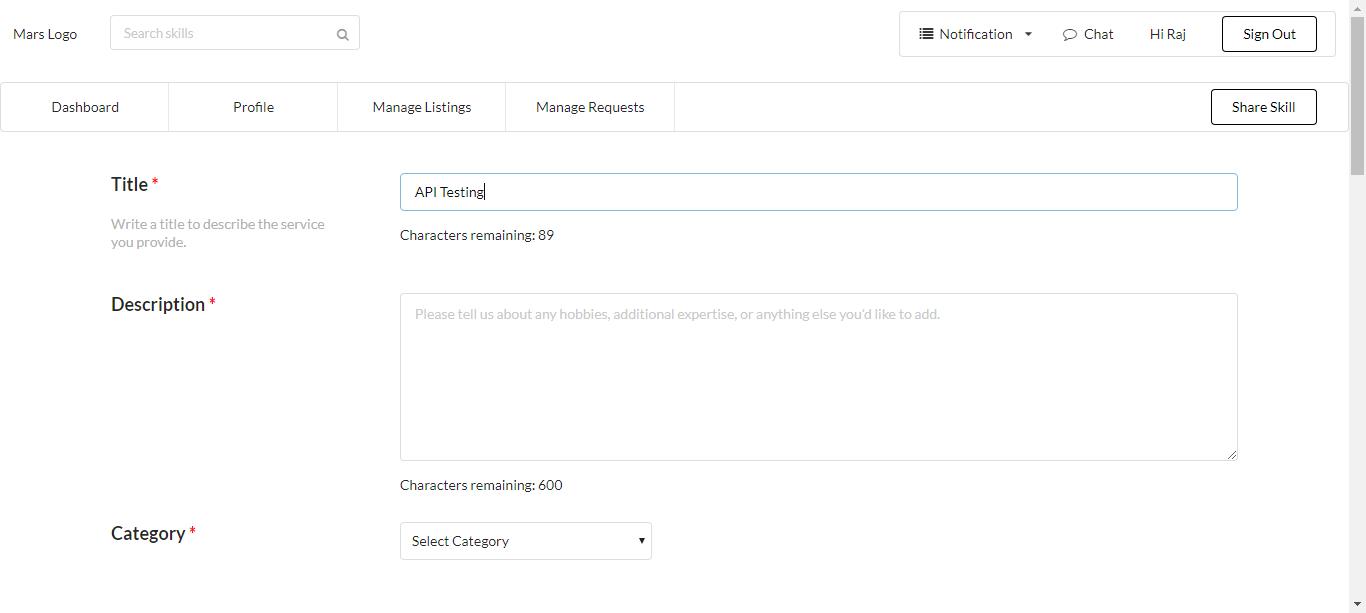 Mars Logo
Search skills
Notification
Chat
Hi Raj
Sign Out
Dashboard
Profile
Manage Listings
Manage Requests
Share Skill
Title *
API Testing
Write a title to describe the service
you provide.
Characters remaining: 89
Description *
Please tell us about any hobbies, additional expertise, or anything else you'd like to add.
Characters remaining: 600
Category *
Select Category